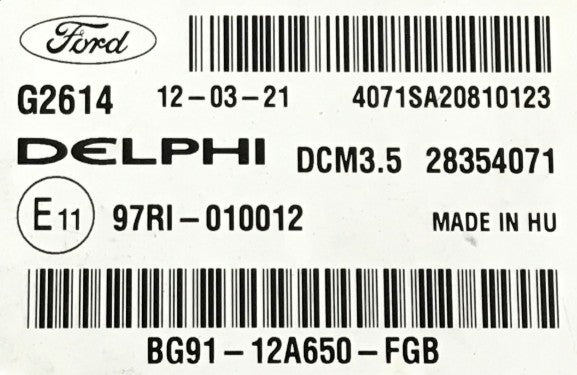 Ford
G2614 12-03-21 4071SA20810123
DELPHI DCM3.5 28354071
E11 97RI-010012 MADE IN HU
BG91-12A650-FGB